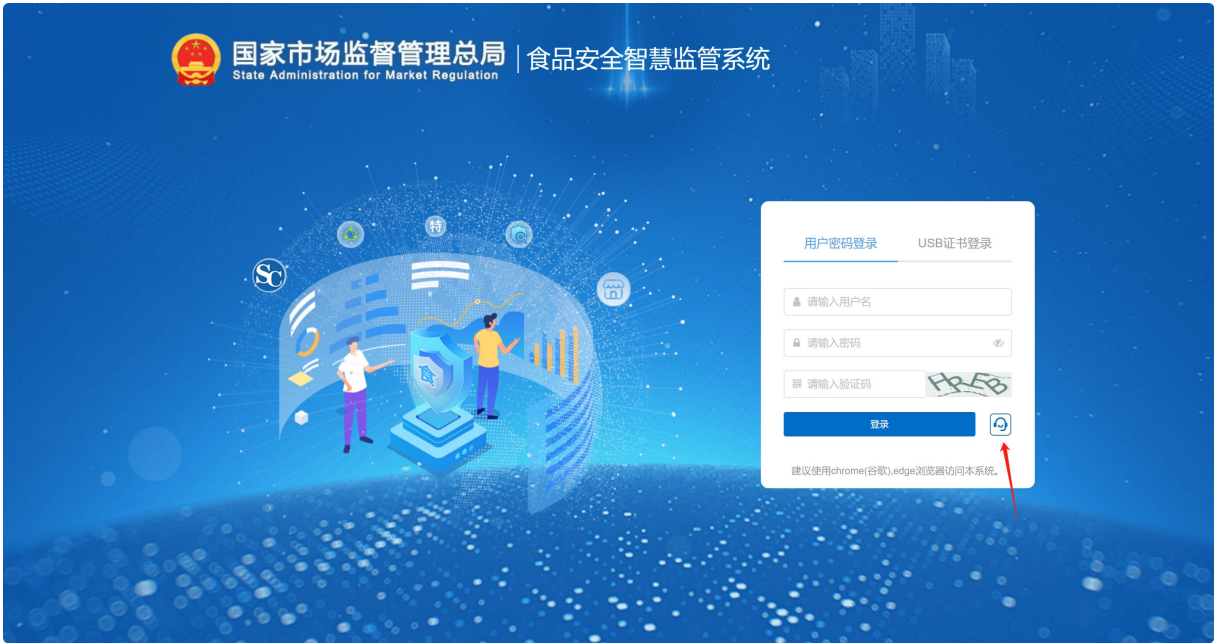 国家市场监督管理总局
State Administration for Market Regulation
食品安全智慧监管系统
特
SC
食
用户密码登录 USB证书登录
请输入用户名
请输入密码
请输入验证码 HREB
登录
建议使用chrome(谷歌),edge浏览器访问本系统。